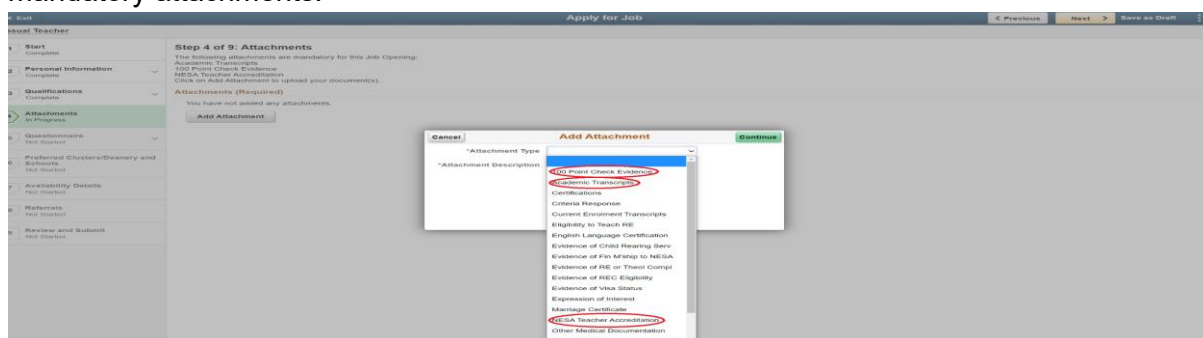 mandatory attachments.
Exit
Apply for Job
< Previous
Next >
Save as Draft
Casual Teacher
1 Start
Complete
2 Personal Information
Complete
3 Qualifications
Complete
Attachments
In Progress
5 Questionnaire
Not Started
6 Preferred Clusters/Deanery and
Schools
Not Started
7 Availability Details
Not Started
8 Referrals
Not Started
9 Review and Submit
Not Started
Step 4 of 9: Attachments
The following attachments are mandatory for this Job Opening:
Academic Transcripts
100 Point Check Evidence
NESA Teacher Accreditation
Click on Add Attachment to upload your document(s).
Attachments (Required)
You have not added any attachments
Add Attachment
Cancel
Add Attachment
Continue
*Attachment Type
*Attachment Description
100 Point Check Evidence
Academic Transcripts
Certifications
Criteria Response
Current Enrolment Transcripts
Eligibility to Teach RE
English Language Certification
Evidence of Child Rearing Serv
Evidence of Fin M'ship to NESA
Evidence of RE or Theol Compl
Evidence of REC Eligibility
Evidence of Visa Status
Expression of Interest
Marriage Certificate
NESA Teacher Accreditation
Other Medical Documentation